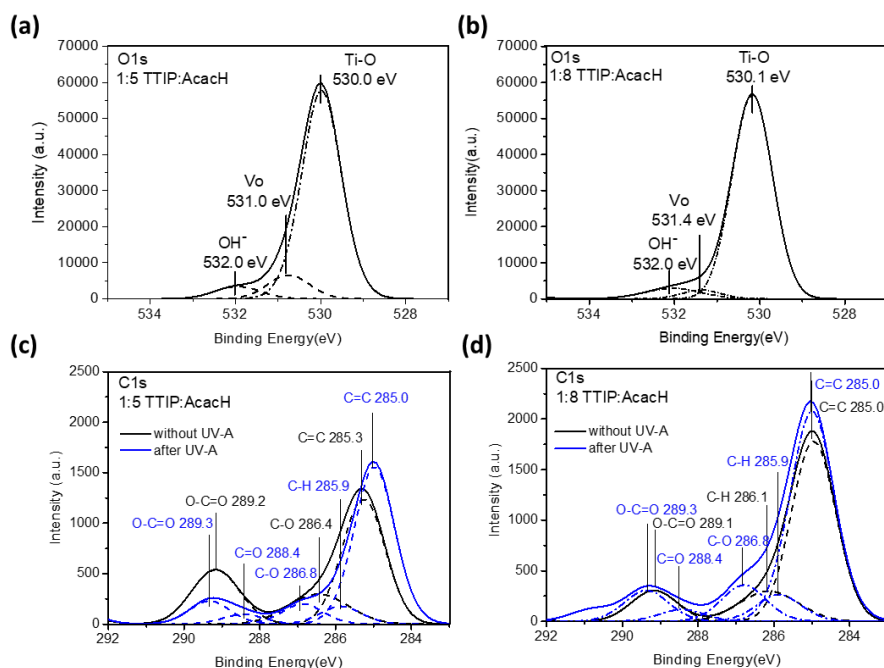 (a)
70000
60000
50000
40000
30000
20000
10000
0
Intensity (a.u.)
O1s
1:5 TTIP:AcacH
Ti-O
530.0 eV
Vo
531.0 eV
OH⁻
532.0 eV
534
532
530
528
Binding Energy(eV)
(b)
70000
60000
50000
40000
30000
20000
10000
0
Intensity (a.u.)
O1s
1:8 TTIP:AcacH
Ti-O
530.1 eV
Vo
531.4 eV
OH⁻
532.0 eV
534
532
530
528
Binding Energy(eV)
(c)
2500
2000
1500
1000
500
0
Intensity (a.u.)
C1s
1:5 TTIP:AcacH
without UV-A
after UV-A
C=C 285.0
C=C 285.3
C-H 285.9
O-C=O 289.2
C-O 286.4
O-C=O 289.3
C=O 288.4
C-O 286.8
292
290
288
286
284
Binding Energy(eV)
(d)
2500
2000
1500
1000
500
0
Intensity (a.u.)
C1s
1:8 TTIP:AcacH
without UV-A
after UV-A
C=C 285.0
C=C 285.0
C-H 285.9
C-H 286.1
O-C=O 289.3
O-C=O 289.1
C-O 286.8
C=O 288.4
292
290
288
286
284
Binding Energy(eV)